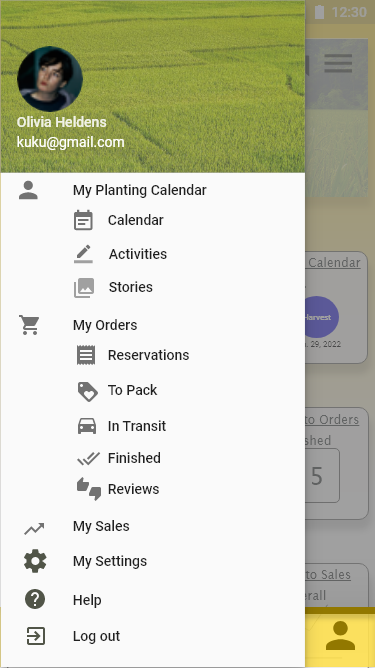 12:30
Olivia Heldens
kuku@gmail.com
My Planting Calendar
Calendar
Activities
Stories
My Orders
Reservations
To Pack
In Transit
Finished
Reviews
My Sales
My Settings
Help
Log out
Calendar
Harvest
. 29, 2022
to Orders
shed
5
to Sales
erall